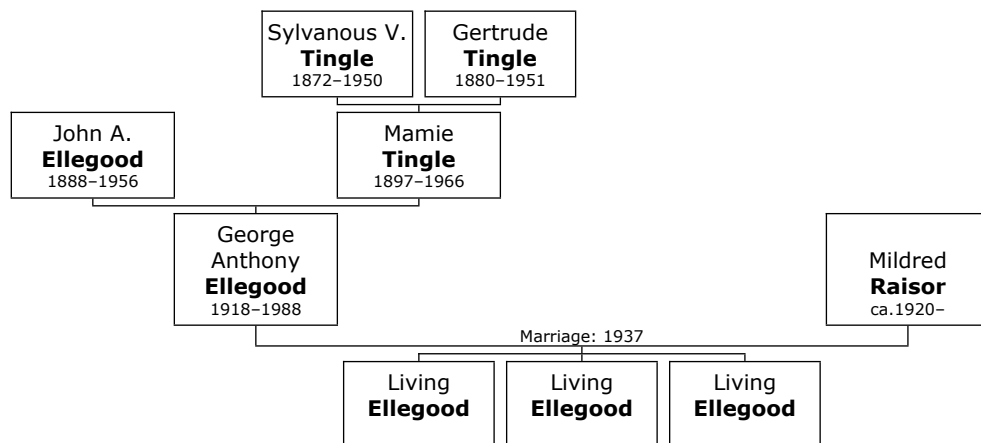 Sylvanous V.
Tingle
1872–1950
Gertrude
Tingle
1880–1951
John A.
Ellegood
1888–1956
Mamie
Tingle
1897–1966
George
Anthony
Ellegood
1918–1988
Mildred
Raisor
ca.1920–
Marriage: 1937
Living
Ellegood
Living
Ellegood
Living
Ellegood